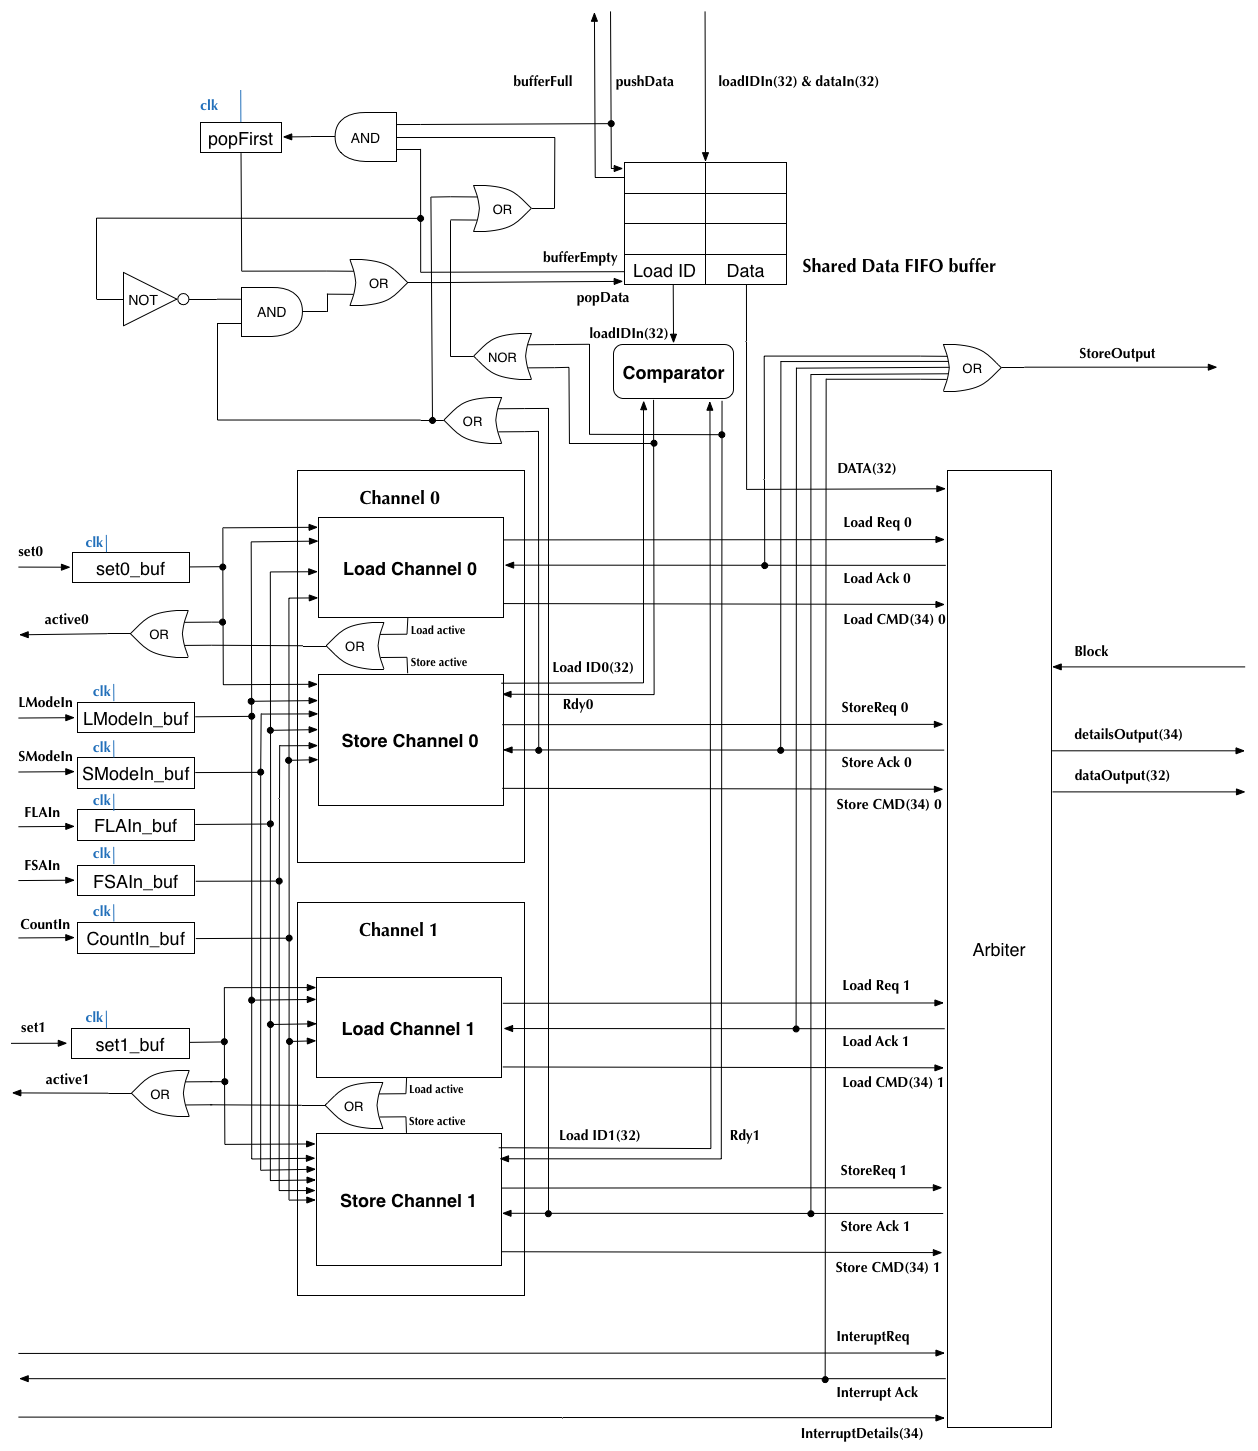 bufferFull
pushData
loadIDIn(32) & dataIn(32)
clk
popFirst
AND
OR
bufferEmpty
Load ID
Data
Shared Data FIFO buffer
NOT
AND
OR
popData
loadIDIn(32)
NOR
Comparator
OR
StoreOutput
OR
DATA(32)
Channel 0
Load Req 0
set0
clk
set0_buf
Load Channel 0
Load Ack 0
active0
OR
OR
Load active
Load CMD(34) 0
Store active
Load ID0(32)
Block
Rdy0
LModeIn
clk
LModeIn_buf
StoreReq 0
detailsOutput(34)
SModeIn
clk
SModeIn_buf
Store Channel 0
Store Ack 0
dataOutput(32)
FLAIn
clk
FLAIn_buf
Store CMD(34) 0
FSAIn
clk
FSAIn_buf
CountIn
clk
CountIn_buf
Channel 1
Arbiter
Load Req 1
set1
clk
set1_buf
Load Channel 1
Load Ack 1
active1
OR
OR
Load active
Load CMD(34) 1
Store active
Load ID1(32)
Rdy1
StoreReq 1
Store Channel 1
Store Ack 1
Store CMD(34) 1
InteruptReq
Interrupt Ack
InterruptDetails(34)